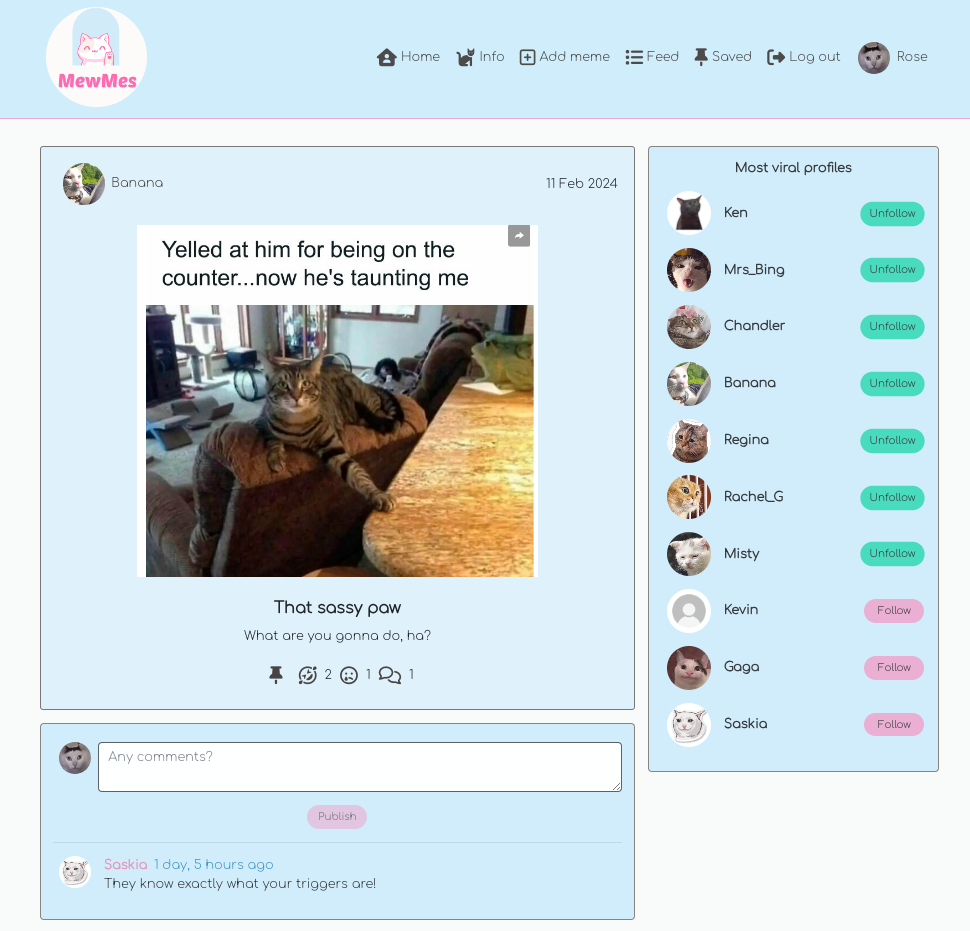 MewMes
Home
Info
Add meme
Feed
Saved
Log out
Rose
Banana
11 Feb 2024
Yelled at him for being on the
counter...now he's taunting me
That sassy paw
What are you gonna do, ha?
2
1
1
Any comments?
Publish
Saskia 1 day, 5 hours ago
They know exactly what your triggers are!
Most viral profiles
Ken
Unfollow
Mrs_Bing
Unfollow
Chandler
Unfollow
Banana
Unfollow
Regina
Unfollow
Rachel_G
Unfollow
Misty
Unfollow
Kevin
Follow
Gaga
Follow
Saskia
Follow